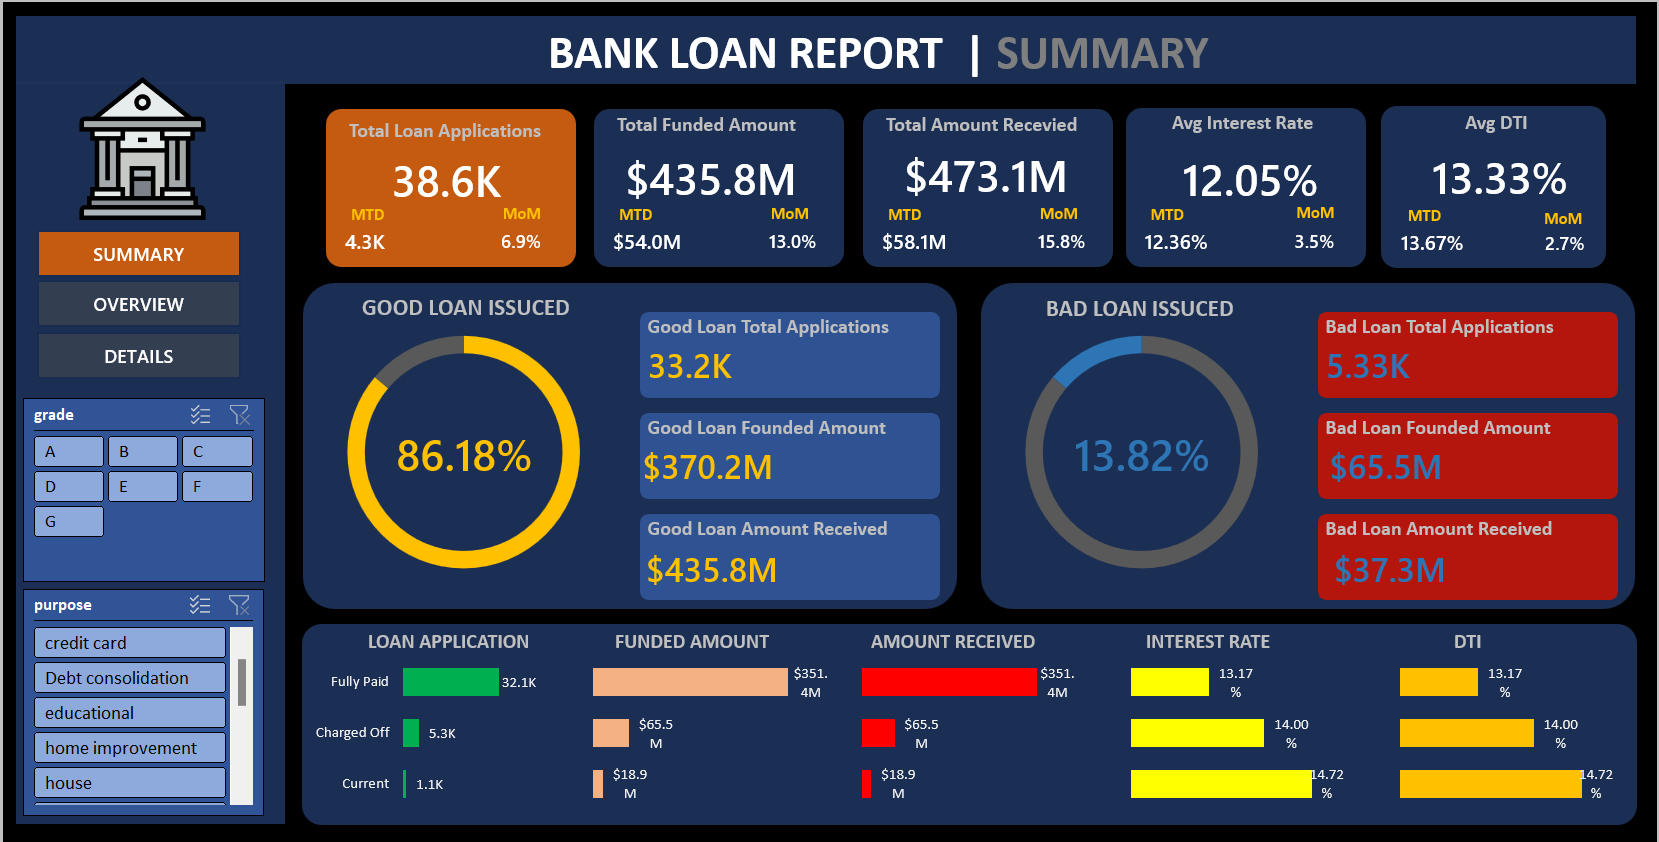 BANK LOAN REPORT | SUMMARY
SUMMARY
OVERVIEW
DETAILS
grade
A B C
D E F
G
purpose
credit card
Debt consolidation
educational
home improvement
house
Total Loan Applications
38.6K
MTD MoM
4.3K 6.9%
Total Funded Amount
$435.8M
MTD MoM
$54.0M 13.0%
Total Amount Recevied
$473.1M
MTD MoM
$58.1M 15.8%
Avg Interest Rate
12.05%
MTD MoM
12.36% 3.5%
Avg DTI
13.33%
MTD MoM
13.67% 2.7%
GOOD LOAN ISSUCED
86.18%
Good Loan Total Applications
33.2K
Good Loan Founded Amount
$370.2M
Good Loan Amount Received
$435.8M
BAD LOAN ISSUCED
13.82%
Bad Loan Total Applications
5.33K
Bad Loan Founded Amount
$65.5M
Bad Loan Amount Received
$37.3M
LOAN APPLICATION
Fully Paid 32.1K
Charged Off 5.3K
Current 1.1K
FUNDED AMOUNT
$351.
4M
$65.5
M
$18.9
M
AMOUNT RECEIVED
$351.
4M
$65.5
M
$18.9
M
INTEREST RATE
13.17
%
14.00
%
14.72
%
DTI
13.17
%
14.00
%
14.72
%